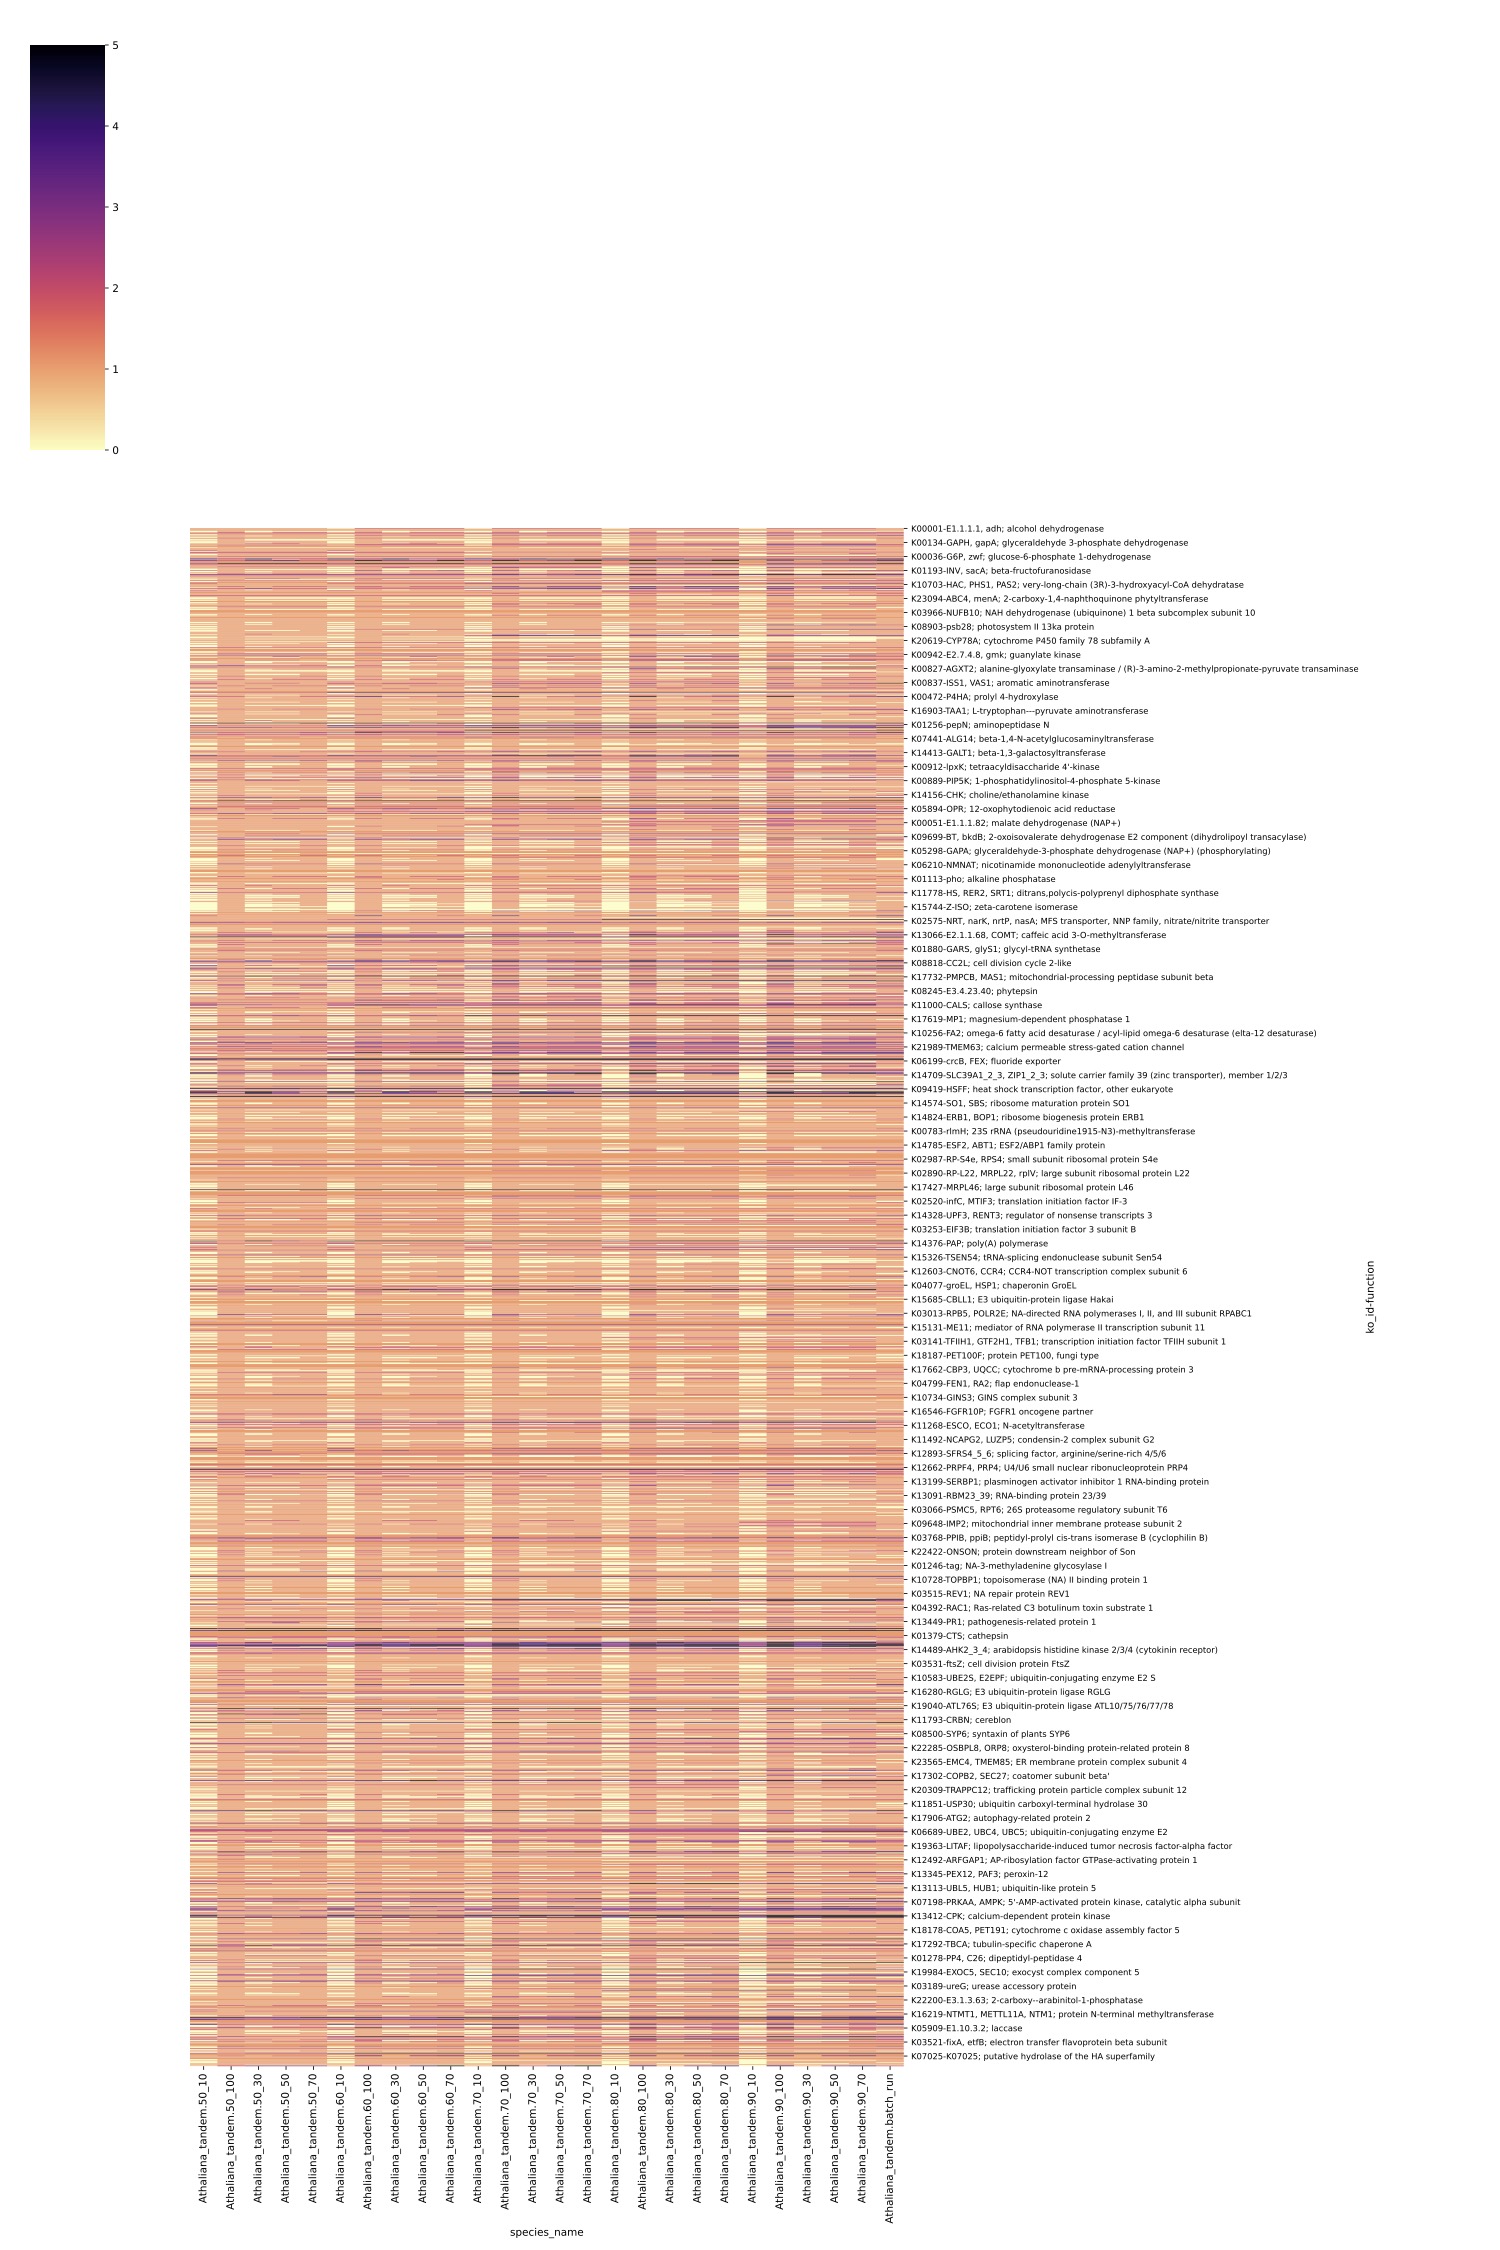 5
4
3
2
1
0
K00001-E1.1.1.1, adh; alcohol dehydrogenase
K00134-GAPH, gapA; glyceraldehyde 3-phosphate dehydrogenase
K00036-G6P, zwf; glucose-6-phosphate 1-dehydrogenase
K01193-INV, sacA; beta-fructofuranosidase
K10703-HAC, PHS1, PAS2; very-long-chain (3R)-3-hydroxyacyl-CoA dehydratase
K23094-ABC4, menA; 2-carboxy-1,4-naphthoquinone phytyltransferase
K03966-NUFB10; NAH dehydrogenase (ubiquinone) 1 beta subcomplex subunit 10
K08903-psb28; photosystem II 13ka protein
K20619-CYP78A; cytochrome P450 family 78 subfamily A
K00942-E2.7.4.8, gmk; guanylate kinase
K00827-AGXT2; alanine-glyoxylate transaminase / (R)-3-amino-2-methylpropionate-pyruvate transaminase
K00837-ISS1, VAS1; aromatic aminotransferase
K00472-P4HA; prolyl 4-hydroxylase
K16903-TAA1; L-tryptophan---pyruvate aminotransferase
K01256-pepN; aminopeptidase N
K07441-ALG14; beta-1,4-N-acetylglucosaminyltransferase
K14413-GALT1; beta-1,3-galactosyltransferase
K00912-lpxK; tetraacyldisaccharide 4'-kinase
K00889-PIP5K; 1-phosphatidylinositol-4-phosphate 5-kinase
K14156-CHK; choline/ethanolamine kinase
K05894-OPR; 12-oxophytodienoic acid reductase
K00051-E1.1.1.82; malate dehydrogenase (NAP+)
K09699-BT, bkdB; 2-oxoisovalerate dehydrogenase E2 component (dihydrolipoyl transacylase)
K05298-GAPA; glyceraldehyde-3-phosphate dehydrogenase (NAP+) (phosphorylating)
K06210-NMNAT; nicotinamide mononucleotide adenylyltransferase
K01113-pho; alkaline phosphatase
K11778-HS, RER2, SRT1; ditrans,polycis-polyprenyl diphosphate synthase
K15744-Z-ISO; zeta-carotene isomerase
K02575-NRT, narK, nrtP, nasA; MFS transporter, NNP family, nitrate/nitrite transporter
K13066-E2.1.1.68, COMT; caffeic acid 3-O-methyltransferase
K01880-GARS, glyS1; glycyl-tRNA synthetase
K08818-CC2L; cell division cycle 2-like
K17732-PMPCB, MAS1; mitochondrial-processing peptidase subunit beta
K08245-E3.4.23.40; phytepsin
K11000-CALS; callose synthase
K17619-MP1; magnesium-dependent phosphatase 1
K10256-FA2; omega-6 fatty acid desaturase / acyl-lipid omega-6 desaturase (elta-12 desaturase)
K21989-TMEM63; calcium permeable stress-gated cation channel
K06199-crcB, FEX; fluoride exporter
K14709-SLC39A1_2_3, ZIP1_2_3; solute carrier family 39 (zinc transporter), member 1/2/3
K09419-HSFF; heat shock transcription factor, other eukaryote
K14574-SO1, SBS; ribosome maturation protein SO1
K14824-ERB1, BOP1; ribosome biogenesis protein ERB1
K00783-rlmH; 23S rRNA (pseudouridine1915-N3)-methyltransferase
K14785-ESF2, ABT1; ESF2/ABP1 family protein
K02987-RP-S4e, RPS4; small subunit ribosomal protein S4e
K02890-RP-L22, MRPL22, rplV; large subunit ribosomal protein L22
K17427-MRPL46; large subunit ribosomal protein L46
K02520-infC, MTIF3; translation initiation factor IF-3
K14328-UPF3, RENT3; regulator of nonsense transcripts 3
K03253-EIF3B; translation initiation factor 3 subunit B
K14376-PAP; poly(A) polymerase
K15326-TSEN54; tRNA-splicing endonuclease subunit Sen54
K12603-CNOT6, CCR4; CCR4-NOT transcription complex subunit 6
K04077-groEL, HSP1; chaperonin GroEL
K15685-CBLL1; E3 ubiquitin-protein ligase Hakai
K03013-RPB5, POLR2E; NA-directed RNA polymerases I, II, and III subunit RPABC1
K15131-ME11; mediator of RNA polymerase II transcription subunit 11
K03141-TFIIH1, GTF2H1, TFB1; transcription initiation factor TFIIH subunit 1
K18187-PET100F; protein PET100, fungi type
K17662-CBP3, UQCC; cytochrome b pre-mRNA-processing protein 3
K04799-FEN1, RA2; flap endonuclease-1
K10734-GINS3; GINS complex subunit 3
K16546-FGFR10P; FGFR1 oncogene partner
K11268-ESCO, ECO1; N-acetyltransferase
K11492-NCAPG2, LUZP5; condensin-2 complex subunit G2
K12893-SFRS4_5_6; splicing factor, arginine/serine-rich 4/5/6
K12662-PRPF4, PRP4; U4/U6 small nuclear ribonucleoprotein PRP4
K13199-SERBP1; plasminogen activator inhibitor 1 RNA-binding protein
K13091-RBM23_39; RNA-binding protein 23/39
K03066-PSMC5, RPT6; 26S proteasome regulatory subunit T6
K09648-IMP2; mitochondrial inner membrane protease subunit 2
K03768-PPIB, ppiB; peptidyl-prolyl cis-trans isomerase B (cyclophilin B)
K22422-ONSON; protein downstream neighbor of Son
K01246-tag; NA-3-methyladenine glycosylase I
K10728-TOPBP1; topoisomerase (NA) II binding protein 1
K03515-REV1; NA repair protein REV1
K04392-RAC1; Ras-related C3 botulinum toxin substrate 1
K13449-PR1; pathogenesis-related protein 1
K01379-CTS; cathepsin
K14489-AHK2_3_4; arabidopsis histidine kinase 2/3/4 (cytokinin receptor)
K03531-ftsZ; cell division protein FtsZ
K10583-UBE2S, E2EPF; ubiquitin-conjugating enzyme E2 S
K16280-RGLG; E3 ubiquitin-protein ligase RGLG
K19040-ATL76S; E3 ubiquitin-protein ligase ATL10/75/76/77/78
K11793-CRBN; cereblon
K08500-SYP6; syntaxin of plants SYP6
K22285-OSBPL8, ORP8; oxysterol-binding protein-related protein 8
K23565-EMC4, TMEM85; ER membrane protein complex subunit 4
K17302-COPB2, SEC27; coatomer subunit beta'
K20309-TRAPPC12; trafficking protein particle complex subunit 12
K11851-USP30; ubiquitin carboxyl-terminal hydrolase 30
K17906-ATG2; autophagy-related protein 2
K06689-UBE2, UBC4, UBC5; ubiquitin-conjugating enzyme E2
K19363-LITAF; lipopolysaccharide-induced tumor necrosis factor-alpha factor
K12492-ARFGAP1; AP-ribosylation factor GTPase-activating protein 1
K13345-PEX12, PAF3; peroxin-12
K13113-UBL5, HUB1; ubiquitin-like protein 5
K07198-PRKAA, AMPK; 5'-AMP-activated protein kinase, catalytic alpha subunit
K13412-CPK; calcium-dependent protein kinase
K18178-COA5, PET191; cytochrome c oxidase assembly factor 5
K17292-TBCA; tubulin-specific chaperone A
K01278-PP4, C26; dipeptidyl-peptidase 4
K19984-EXOC5, SEC10; exocyst complex component 5
K03189-ureG; urease accessory protein
K22200-E3.1.3.63; 2-carboxy--arabinitol-1-phosphatase
K16219-NTMT1, METTL11A, NTM1; protein N-terminal methyltransferase
K05909-E1.10.3.2; laccase
K03521-fixA, etfB; electron transfer flavoprotein beta subunit
K07025-K07025; putative hydrolase of the HA superfamily
ko_id-function
Athaliana_tandem.50_10
Athaliana_tandem.50_100
Athaliana_tandem.50_30
Athaliana_tandem.50_50
Athaliana_tandem.50_70
Athaliana_tandem.60_10
Athaliana_tandem.60_100
Athaliana_tandem.60_30
Athaliana_tandem.60_50
Athaliana_tandem.60_70
Athaliana_tandem.70_10
Athaliana_tandem.70_100
Athaliana_tandem.70_30
Athaliana_tandem.70_50
Athaliana_tandem.70_70
Athaliana_tandem.80_10
Athaliana_tandem.80_100
Athaliana_tandem.80_30
Athaliana_tandem.80_50
Athaliana_tandem.80_70
Athaliana_tandem.90_10
Athaliana_tandem.90_100
Athaliana_tandem.90_30
Athaliana_tandem.90_50
Athaliana_tandem.90_70
Athaliana_tandem.batch_run
species_name